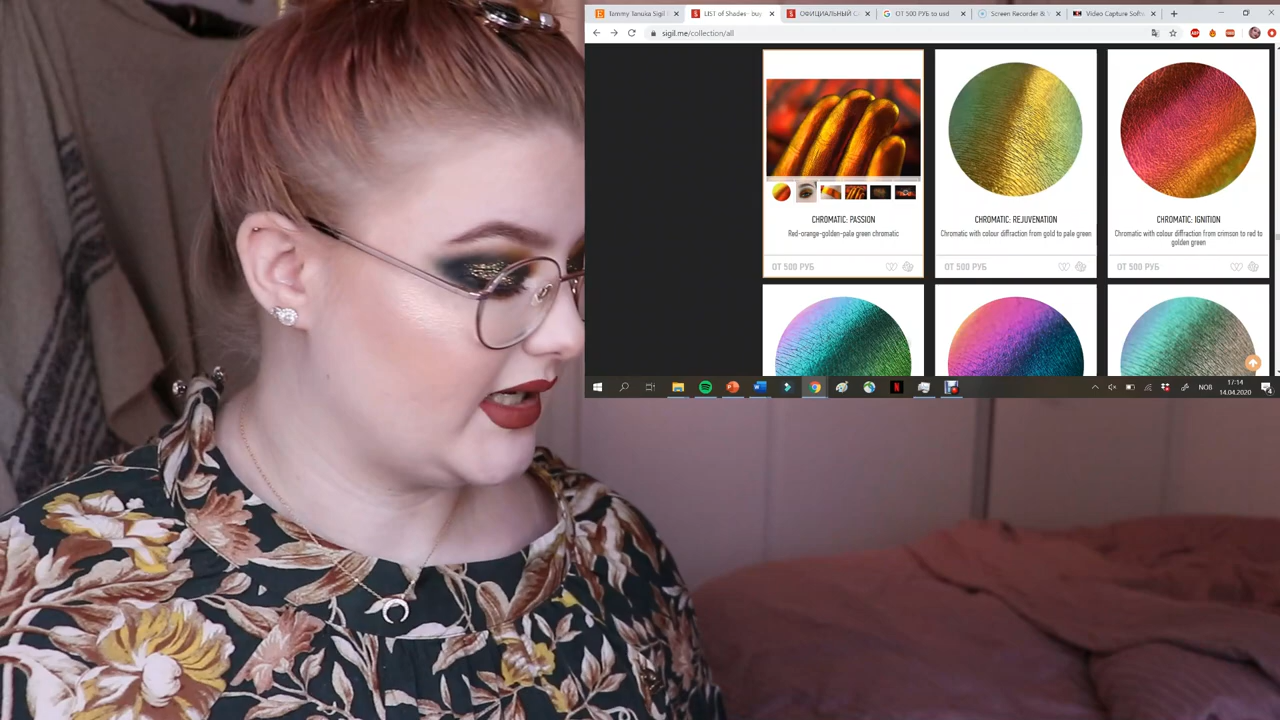 Tammy Tanuka Sigil
LIST of Shades - buy
ОФИЦИАЛЬНЫЙ С
ОТ 500 РУБ to usd
Screen Recorder &
Video Capture Softw
sigil.me/collection/all
CHROMATIC: PASSION
Red-orange-golden-pale green chromatic
ОТ 500 РУБ
CHROMATIC: REJUVENATION
Chromatic with colour diffraction from gold to pale green
ОТ 500 РУБ
CHROMATIC: IGNITION
Chromatic with colour diffraction from crimson to red to
golden green
ОТ 500 РУБ
NOB
17:14
14.04.2020